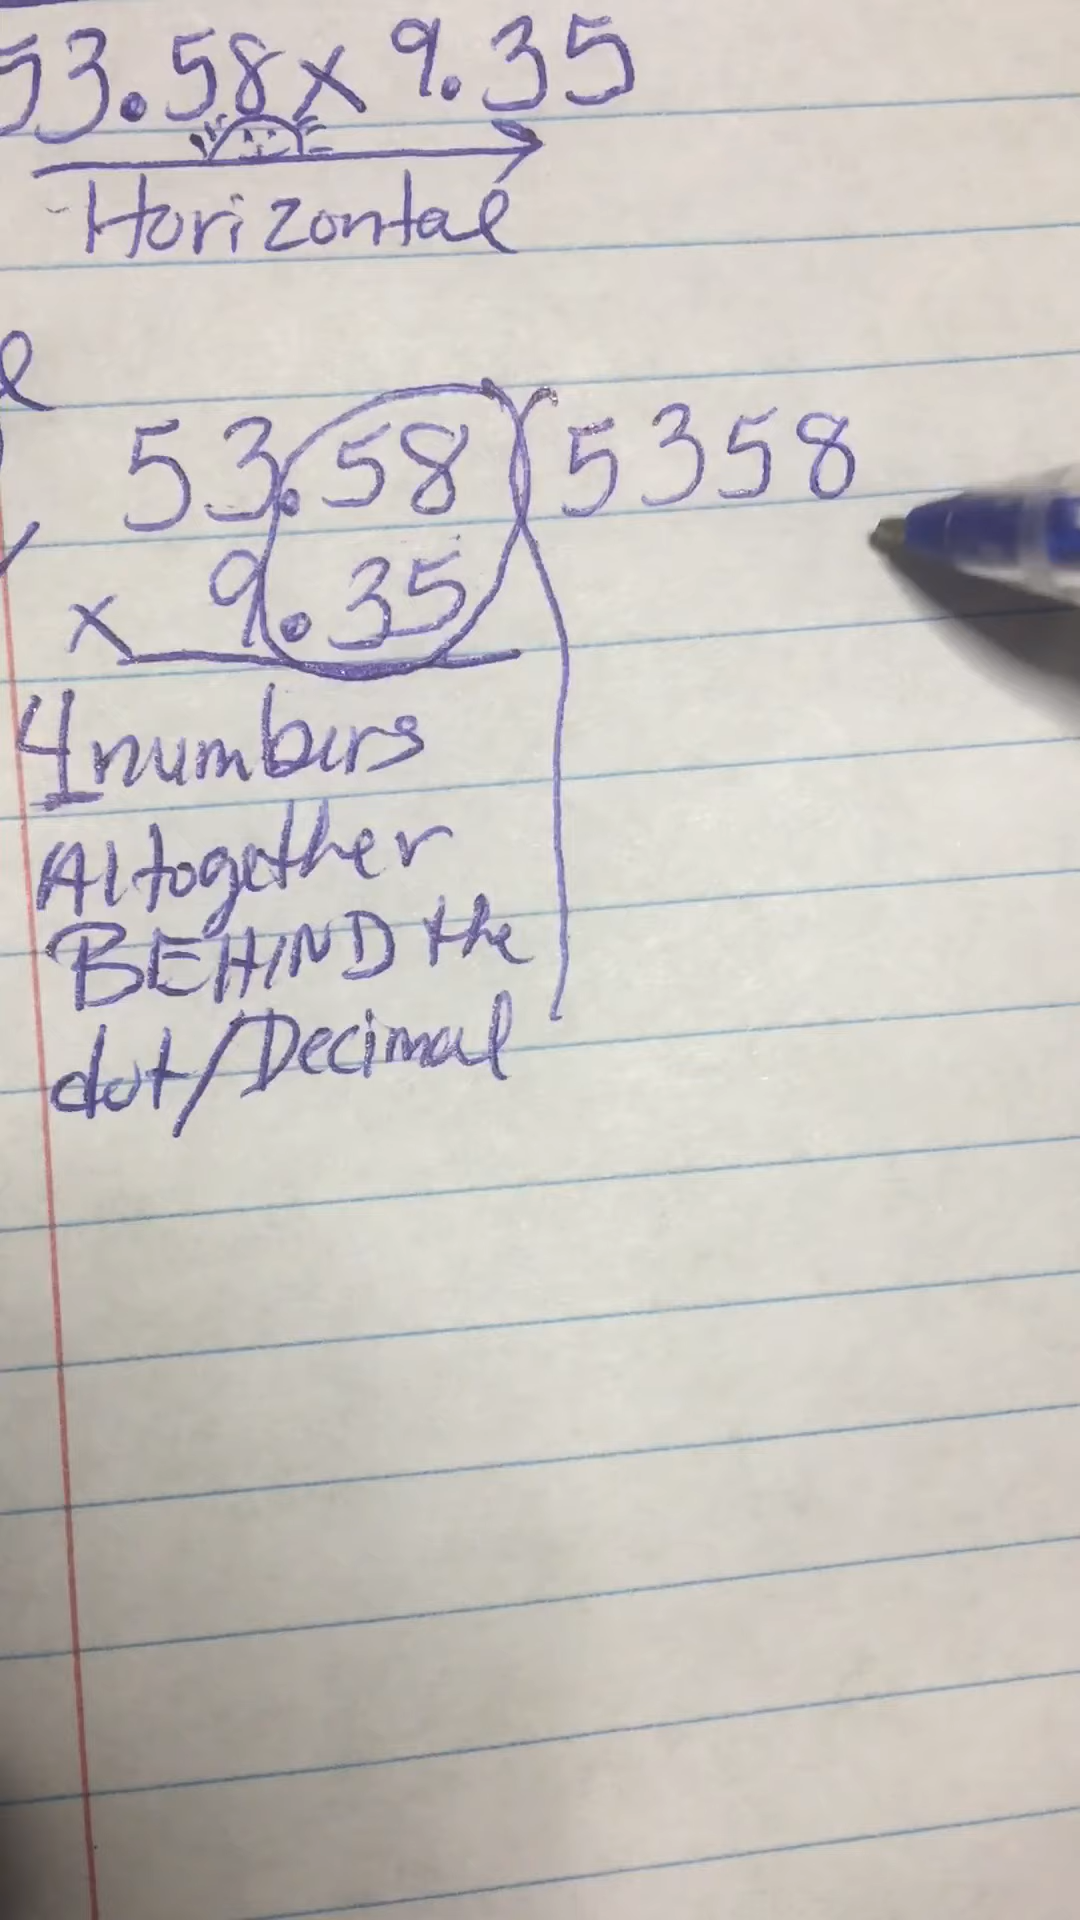 53.58 x 9.35
Horizontal
53.58
x 9.35
5358
4 numbers
Altogether
BEHIND the
dot/Decimal